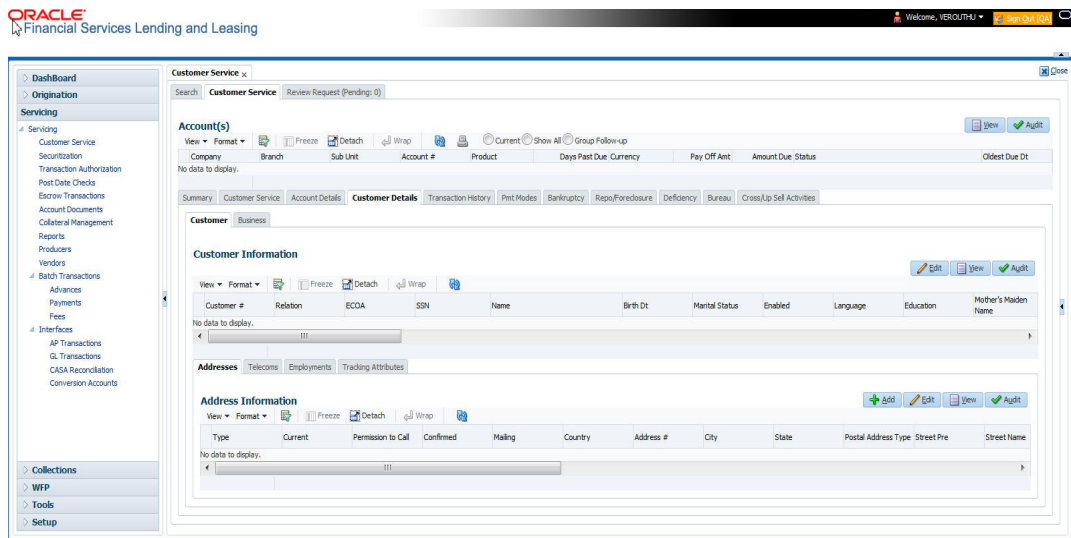 ORACLE
Financial Services Lending and Leasing
Welcome, VEROUTHU
Sign Out [QA]
DashBoard
Origination
Servicing
Servicing
Customer Service
Securitization
Transaction Authorization
Post Date Checks
Escrow Transactions
Account Documents
Collateral Management
Reports
Producers
Vendors
Batch Transactions
Advances
Payments
Fees
Interfaces
AP Transactions
GL Transactions
CASA Reconciliation
Conversion Accounts
Collections
WFP
Tools
Setup
Customer Service x
Close
Search Customer Service Review Request (Pending: 0)
Account(s)
View Audit
View Format Freeze Detach Wrap Current Show All Group Follow-up
Company Branch Sub Unit Account # Product Days Past Due Currency Pay Off Amt Amount Due Status Oldest Due Dt
No data to display.
Summary Customer Service Account Details Customer Details Transaction History Pmt Modes Bankruptcy Repo/Foreclosure Deficiency Bureau Cross/Up Sell Activities
Customer Business
Customer Information
Edit View Audit
View Format Freeze Detach Wrap
Customer # Relation ECOA SSN Name Birth Dt Marital Status Enabled Language Education Mother's Maiden
Name
No data to display.
Addresses Telecoms Employments Tracking Attributes
Address Information
Add Edit View Audit
View Format Freeze Detach Wrap
Type Current Permission to Call Confirmed Mailing Country Address # City State Postal Address Type Street Pre Street Name
No data to display.